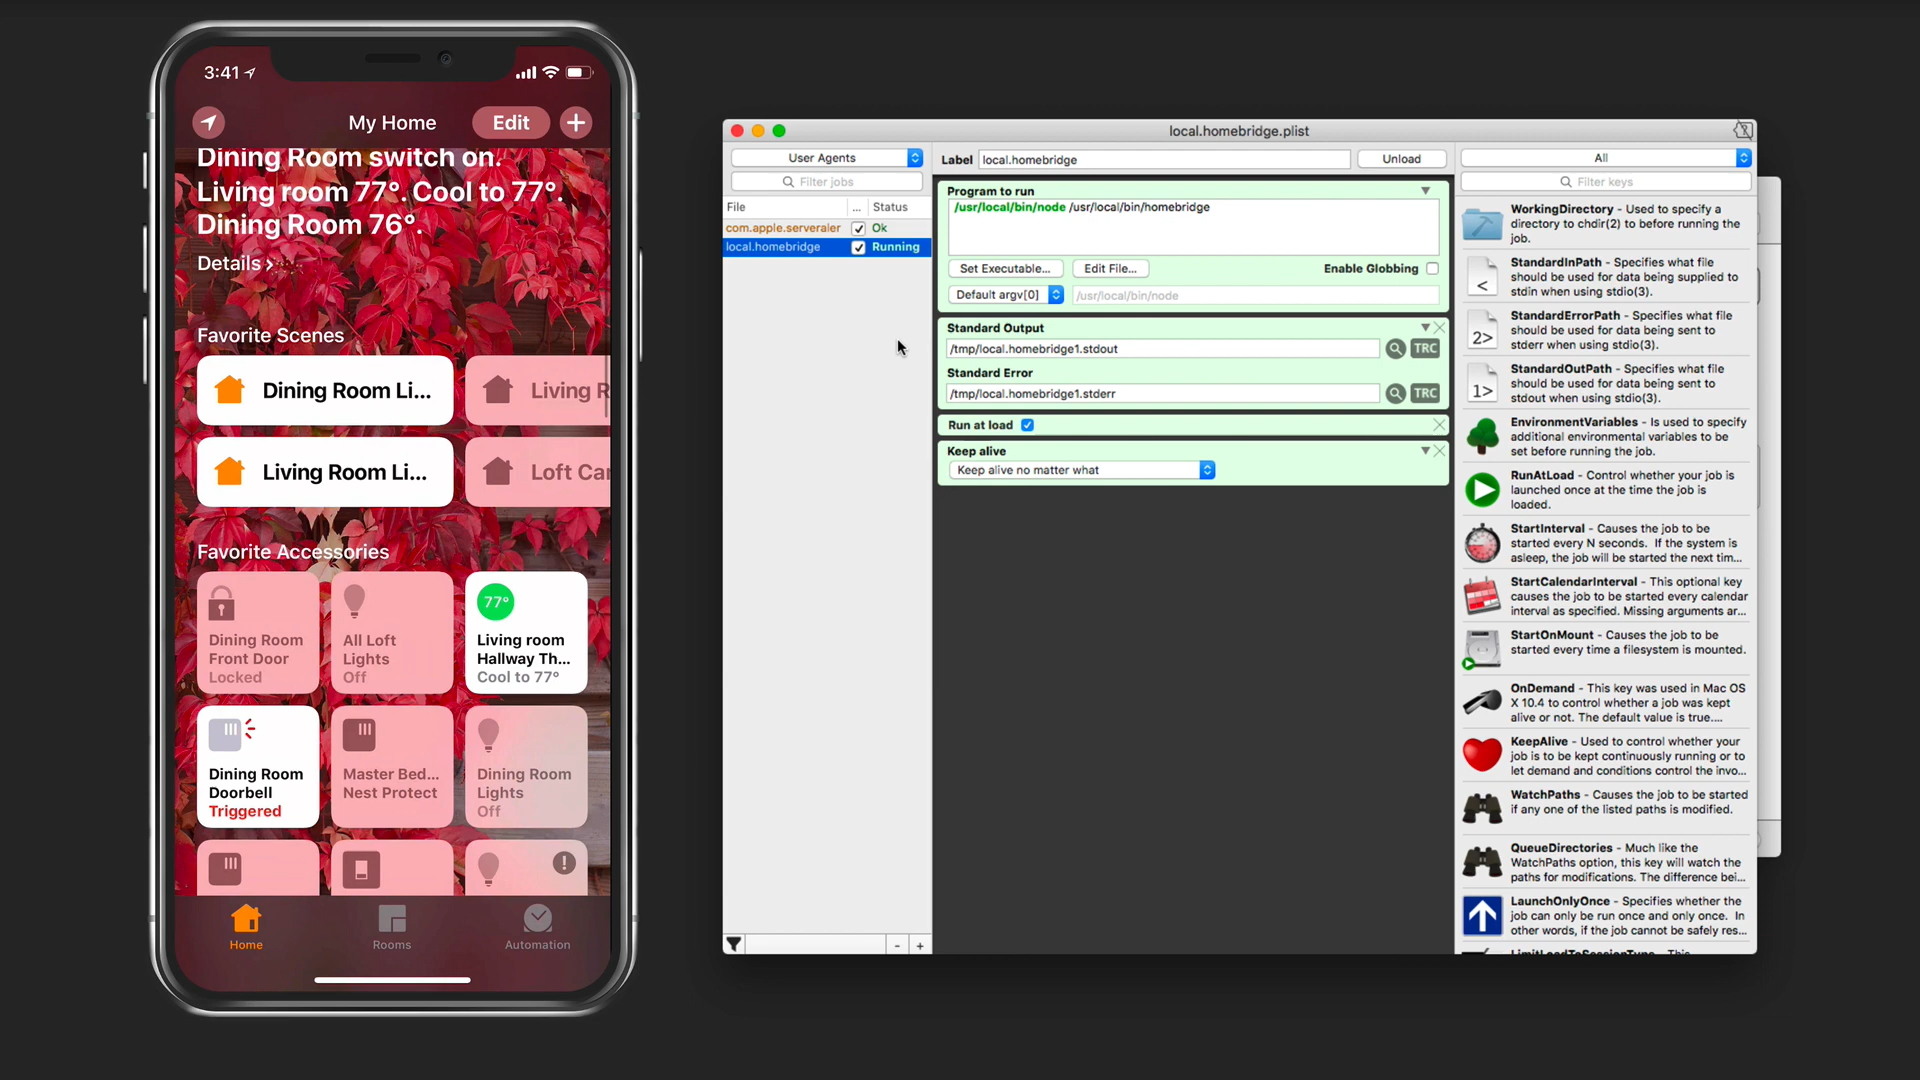 3:41
My Home
Edit
Dining Room switch on.
Living room 77°. Cool to 77°.
Dining Room 76°.
Details
Favorite Scenes
Dining Room Li...
Living R
Living Room Li...
Loft Car
Favorite Accessories
Dining Room
Front Door
Locked
All Loft
Lights
Off
77°
Living room
Hallway Th...
Cool to 77°
Dining Room
Doorbell
Triggered
Master Bed...
Nest Protect
Dining Room
Lights
Off
Home
Rooms
Automation
local.homebridge.plist
User Agents
Filter jobs
File
...
Status
com.apple.serveraler
Ok
local.homebridge
Running
Label
local.homebridge
Unload
Program to run
/usr/local/bin/node /usr/local/bin/homebridge
Set Executable...
Edit File...
Enable Globbing
Default argv[0]
/usr/local/bin/node
Standard Output
/tmp/local.homebridge1.stdout
TRC
Standard Error
/tmp/local.homebridge1.stderr
TRC
Run at load
Keep alive
Keep alive no matter what
All
Filter keys
WorkingDirectory - Used to specify a
directory to chdir(2) to before running the
job.
<
StandardInPath - Specifies what file
should be used for data being supplied to
stdin when using stdio(3).
2>
StandardErrorPath - Specifies what file
should be used for data being sent to
stderr when using stdio(3).
1>
StandardOutPath - Specifies what file
should be used for data being sent to
stdout when using stdio(3).
EnvironmentVariables - Is used to specify
additional environmental variables to be
set before running the job.
RunAtLoad - Control whether your job is
launched once at the time the job is
loaded.
StartInterval - Causes the job to be
started every N seconds. If the system is
asleep, the job will be started the next tim...
StartCalendarInterval - This optional key
causes the job to be started every calendar
interval as specified. Missing arguments ar...
StartOnMount - Causes the job to be
started every time a filesystem is mounted.
OnDemand - This key was used in Mac OS
X 10.4 to control whether a job was kept
alive or not. The default value is true....
KeepAlive - Used to control whether your
job is to be kept continuously running or to
let demand and conditions control the invo...
WatchPaths - Causes the job to be started
if any one of the listed paths is modified.
QueueDirectories - Much like the
WatchPaths option, this key will watch the
paths for modifications. The difference bei...
LaunchOnlyOnce - Specifies whether the
job can only be run once and only once. In
other words, if the job cannot be safely res...
LimitLoadToSessionType - This